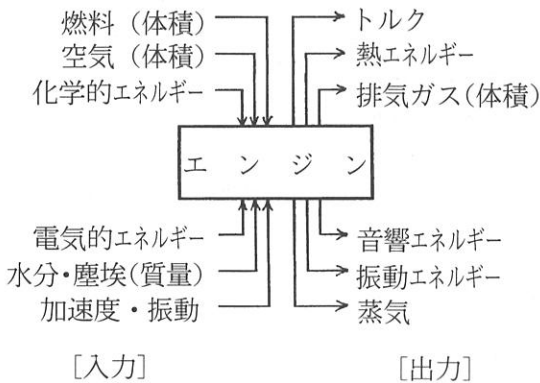 燃料（体積）
空気（体積）
化学的エネルギー
トルク
熱エネルギー
排気ガス（体積）
エンジン
電気的エネルギー
水分・塵埃（質量）
加速度・振動
音響エネルギー
振動エネルギー
蒸気
［入力］
［出力］